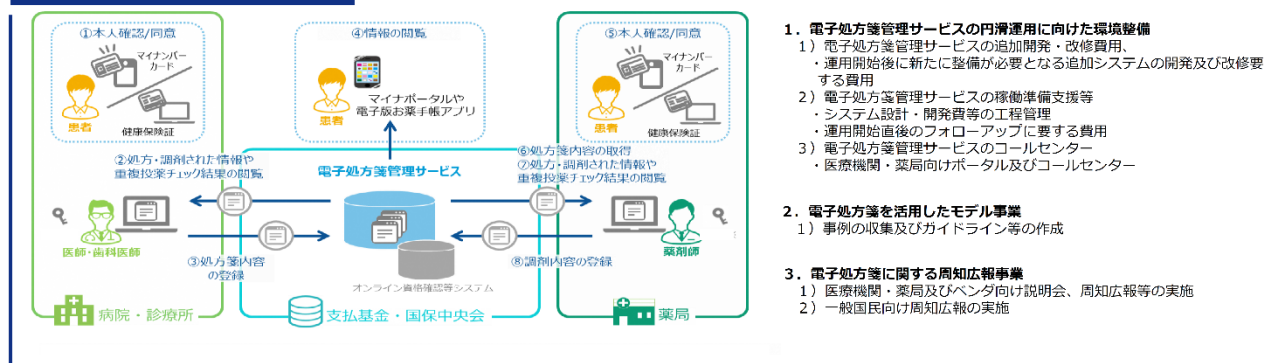 ①本人確認/同意
マイナンバー
カード
患者
健康保険証
④情報の閲覧
患者
マイナポータルや
電子版お薬手帳アプリ
⑤本人確認/同意
マイナンバー
カード
患者
健康保険証
②処方・調剤された情報や
重複投薬チェック結果の閲覧
電子処方箋管理サービス
⑥処方箋内容の取得
⑦処方・調剤された情報や
重複投薬チェック結果の閲覧
医師・歯科医師
③処方箋内容
の登録
オンライン資格確認等システム
⑧調剤内容の登録
薬剤師
病院・診療所
支払基金・国保中央会
薬局
1．電子処方箋管理サービスの円滑運用に向けた環境整備
1）電子処方箋管理サービスの追加開発・改修費用、
・運用開始後に新たに整備が必要となる追加システムの開発及び改修要
する費用
2）電子処方箋管理サービスの稼働準備支援等
・システム設計・開発費等の工程管理
・運用開始直後のフォローアップに要する費用
3）電子処方箋管理サービスのコールセンター
・医療機関・薬局向けポータル及びコールセンター
2．電子処方箋を活用したモデル事業
1）事例の収集及びガイドライン等の作成
3．電子処方箋に関する周知広報事業
1）医療機関・薬局及びベンダ向け説明会、周知広報等の実施
2）一般国民向け周知広報の実施